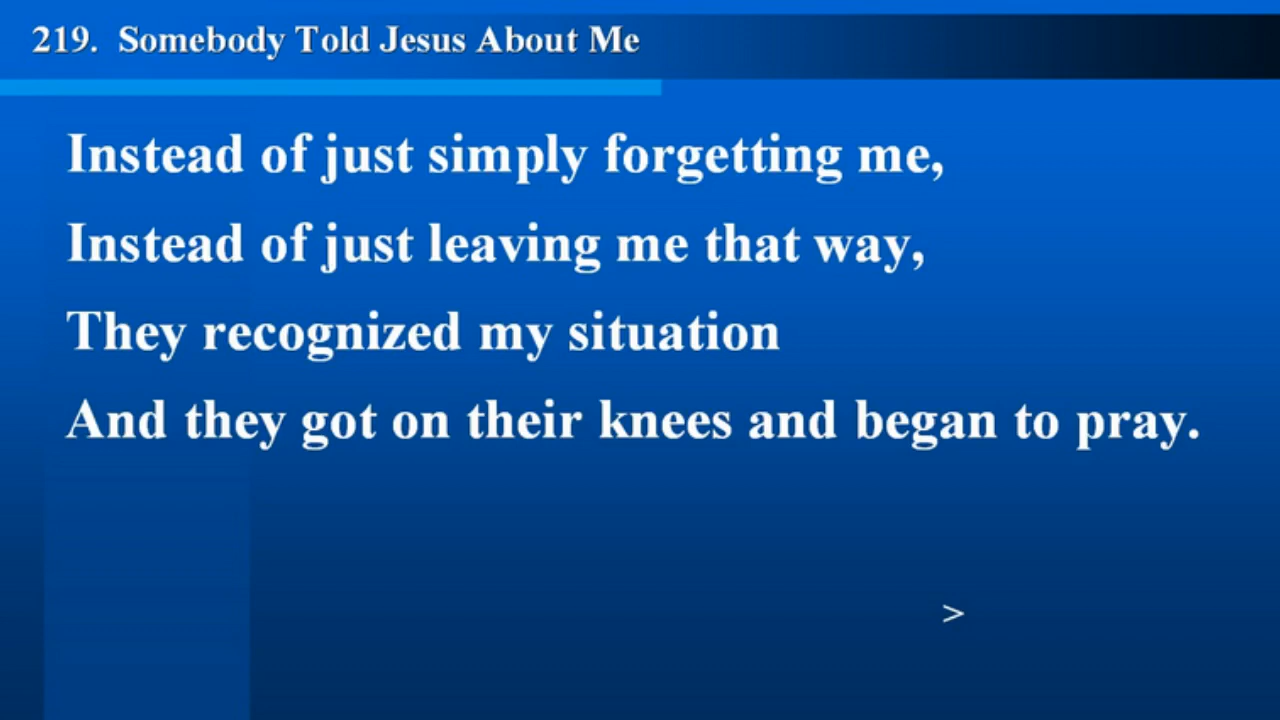 219. Somebody Told Jesus About Me
Instead of just simply forgetting me,
Instead of just leaving me that way,
They recognized my situation
And they got on their knees and began to pray.
>